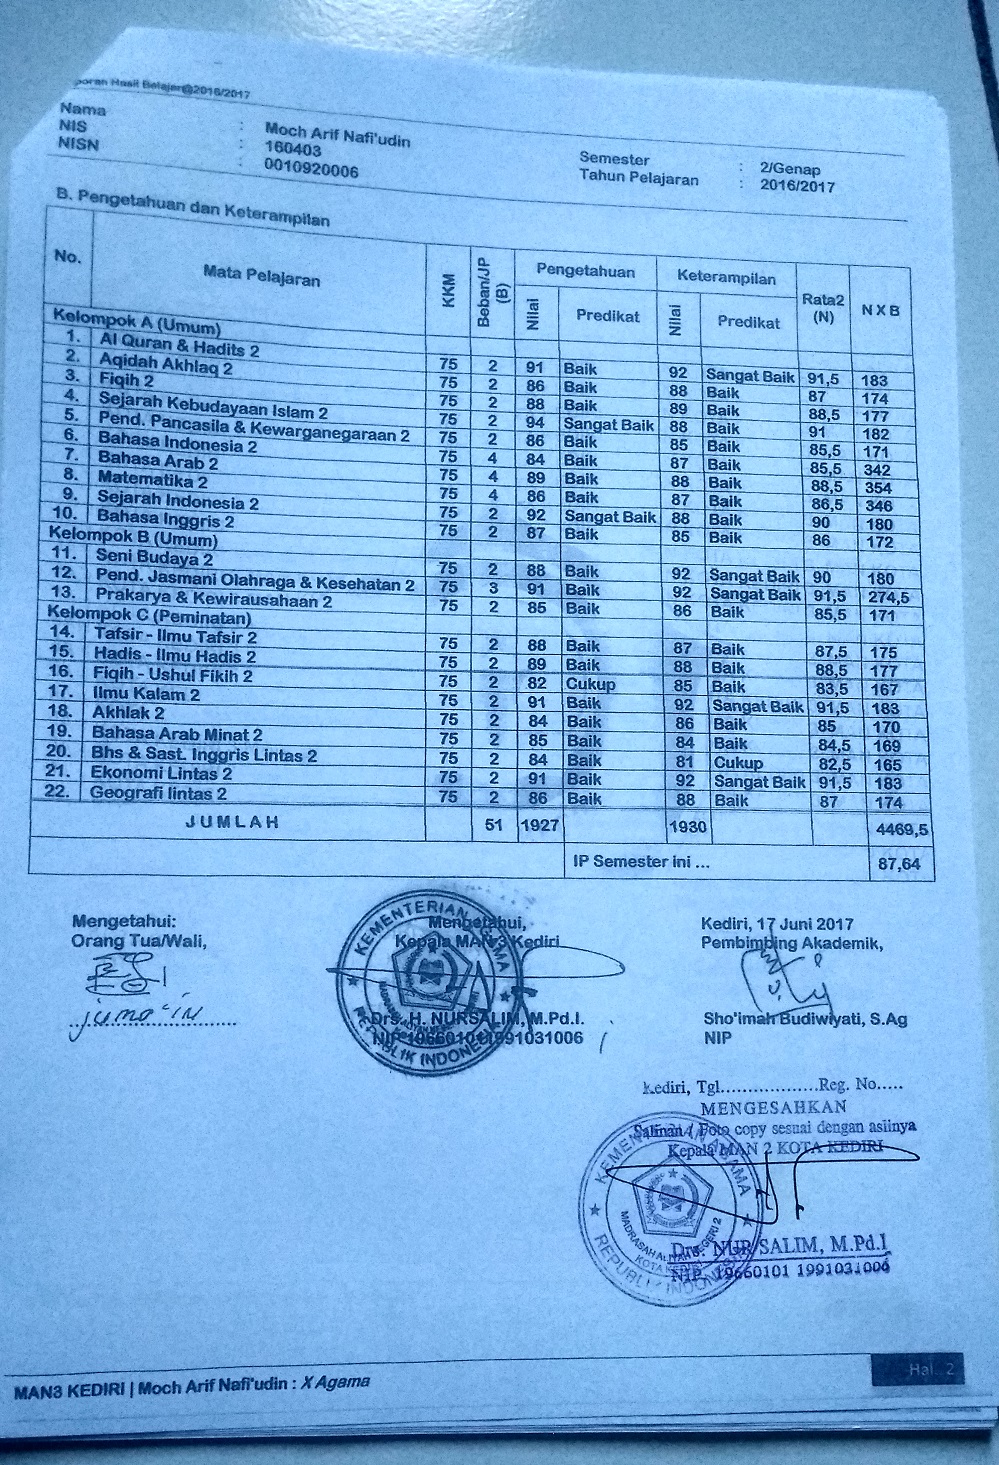 poran Hasil Belajar@2016/2017
Nama : Moch Arif Nafi'udin
NIS : 160403
NISN : 0010920006
Semester : 2/Genap
Tahun Pelajaran : 2016/2017
B. Pengetahuan dan Keterampilan
No. Mata Pelajaran KKM Beban/JP (B) Pengetahuan Keterampilan Rata2 (N) N X B
Nilai Predikat Nilai Predikat
Kelompok A (Umum)
1. Al Quran & Hadits 2 75 2 91 Baik 92 Sangat Baik 91,5 183
2. Aqidah Akhlaq 2 75 2 86 Baik 88 Baik 87 174
3. Fiqih 2 75 2 88 Baik 89 Baik 88,5 177
4. Sejarah Kebudayaan Islam 2 75 2 94 Sangat Baik 88 Baik 91 182
5. Pend. Pancasila & Kewarganegaraan 2 75 2 86 Baik 85 Baik 85,5 171
6. Bahasa Indonesia 2 75 4 84 Baik 87 Baik 85,5 342
7. Bahasa Arab 2 75 4 89 Baik 88 Baik 88,5 354
8. Matematika 2 75 4 86 Baik 87 Baik 86,5 346
9. Sejarah Indonesia 2 75 2 92 Sangat Baik 88 Baik 90 180
10. Bahasa Inggris 2 75 2 87 Baik 85 Baik 86 172
Kelompok B (Umum)
11. Seni Budaya 2 75 2 88 Baik 92 Sangat Baik 90 180
12. Pend. Jasmani Olahraga & Kesehatan 2 75 3 91 Baik 92 Sangat Baik 91,5 274,5
13. Prakarya & Kewirausahaan 2 75 2 85 Baik 86 Baik 85,5 171
Kelompok C (Peminatan)
14. Tafsir - Ilmu Tafsir 2 75 2 88 Baik 87 Baik 87,5 175
15. Hadis - Ilmu Hadis 2 75 2 89 Baik 88 Baik 88,5 177
16. Fiqih - Ushul Fikih 2 75 2 82 Cukup 85 Baik 83,5 167
17. Ilmu Kalam 2 75 2 91 Baik 92 Sangat Baik 91,5 183
18. Akhlak 2 75 2 84 Baik 86 Baik 85 170
19. Bahasa Arab Minat 2 75 2 85 Baik 84 Baik 84,5 169
20. Bhs & Sast. Inggris Lintas 2 75 2 84 Baik 81 Cukup 82,5 165
21. Ekonomi Lintas 2 75 2 91 Baik 92 Sangat Baik 91,5 183
22. Geografi lintas 2 75 2 86 Baik 88 Baik 87 174
JUMLAH 51 1927 1930 4469,5
IP Semester ini ... 87,64
Mengetahui:
Orang Tua/Wali,
jumo'in
Mengetahui,
Kepala MAN 3 Kediri
KEMENTERIAN AGAMA
REPUBLIK INDONESIA
Drs. H. NURSALIM, M.Pd.I.
NIP 196601011991031006
Kediri, 17 Juni 2017
Pembimbing Akademik,
Sho'imah Budiwiyati, S.Ag
NIP
Kediri, Tgl..................Reg. No.....
MENGESAHKAN
Salinan / Foto copy sesuai dengan aslinya
Kepala MAN 2 KOTA KEDIRI
KEMENTERIAN AGAMA
MADRASAH ALIYAH NEGERI 2
KOTA KEDIRI
REPUBLIK INDONESIA
Drs. NUR SALIM, M.Pd.I
NIP. 19660101 1991031006
MAN3 KEDIRI | Moch Arif Nafi'udin : X Agama
Hal. 2